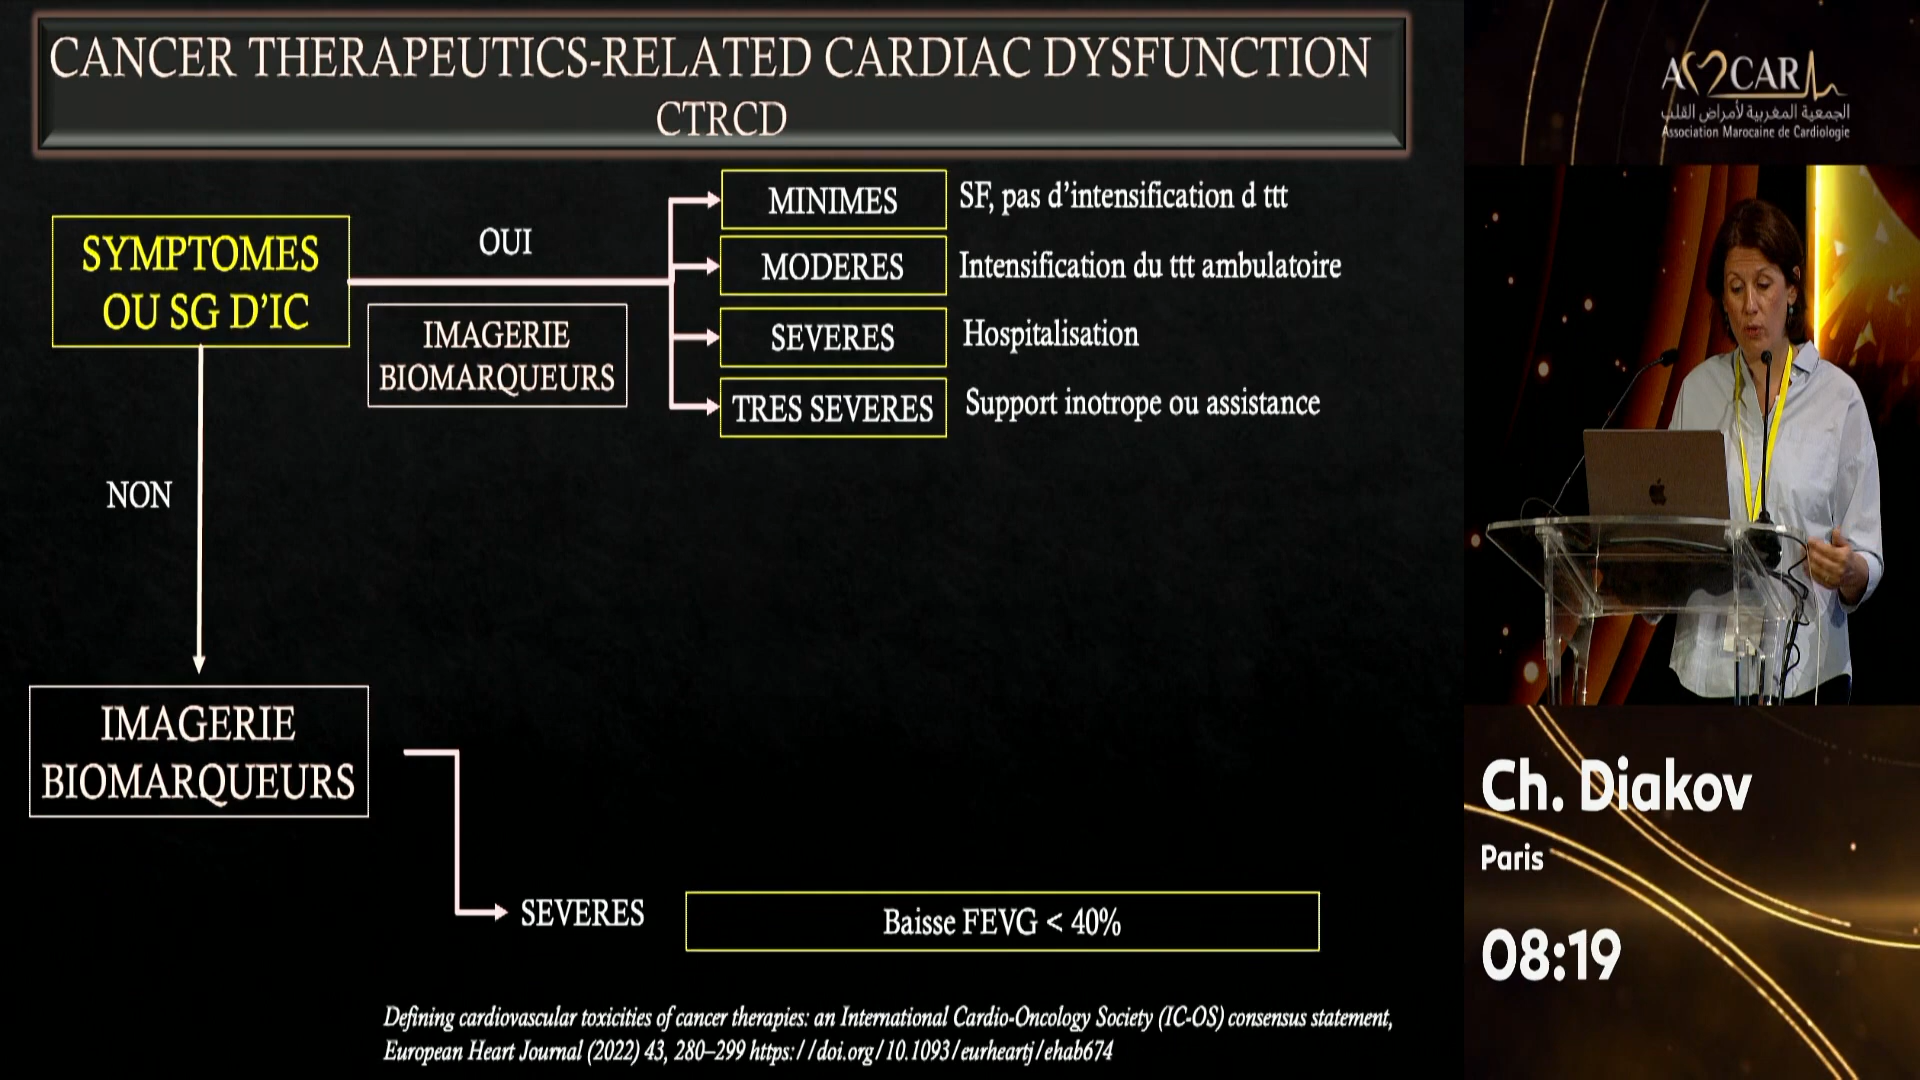 CANCER THERAPEUTICS-RELATED CARDIAC DYSFUNCTION
CTRCD
SYMPTOMES
OU SG D'IC
OUI
IMAGERIE
BIOMARQUEURS
MINIMES
SF, pas d'intensification d ttt
MODERES
Intensification du ttt ambulatoire
SEVERES
Hospitalisation
TRES SEVERES
Support inotrope ou assistance
NON
IMAGERIE
BIOMARQUEURS
SEVERES
Baisse FEVG < 40%
Defining cardiovascular toxicities of cancer therapies: an International Cardio-Oncology Society (IC-OS) consensus statement,
European Heart Journal (2022) 43, 280–299 https://doi.org/10.1093/eurheartj/ehab674
AMCAR
الجمعية المغربية لأمراض القلب
Association Marocaine de Cardiologie
Ch. Diakov
Paris
08:19